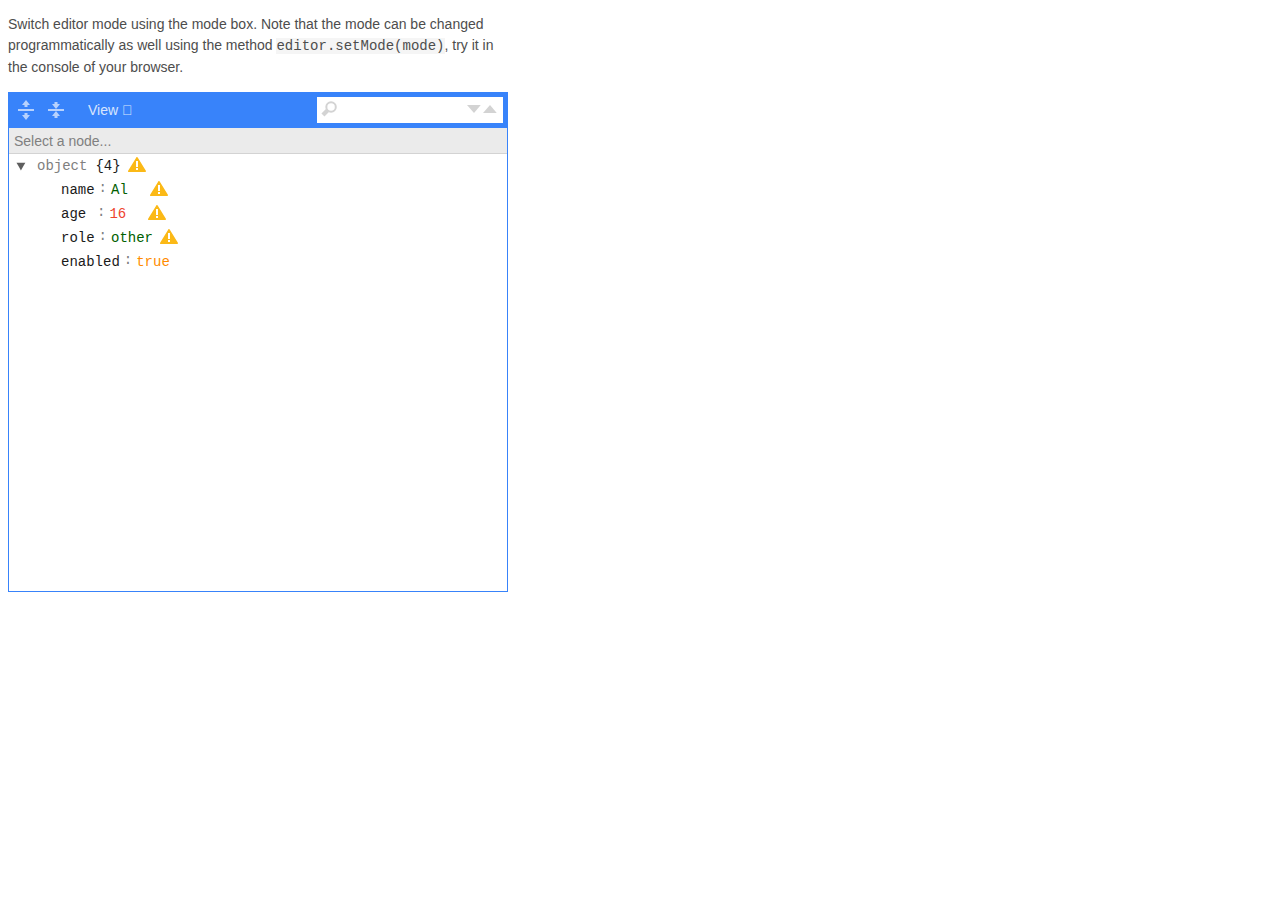 Switch editor mode using the mode box. Note that the mode can be changed
programmatically as well using the method editor.setMode(mode), try it in
the console of your browser.
View
Select a node...
object {4}
name : Al
age : 16
role : other
enabled : true